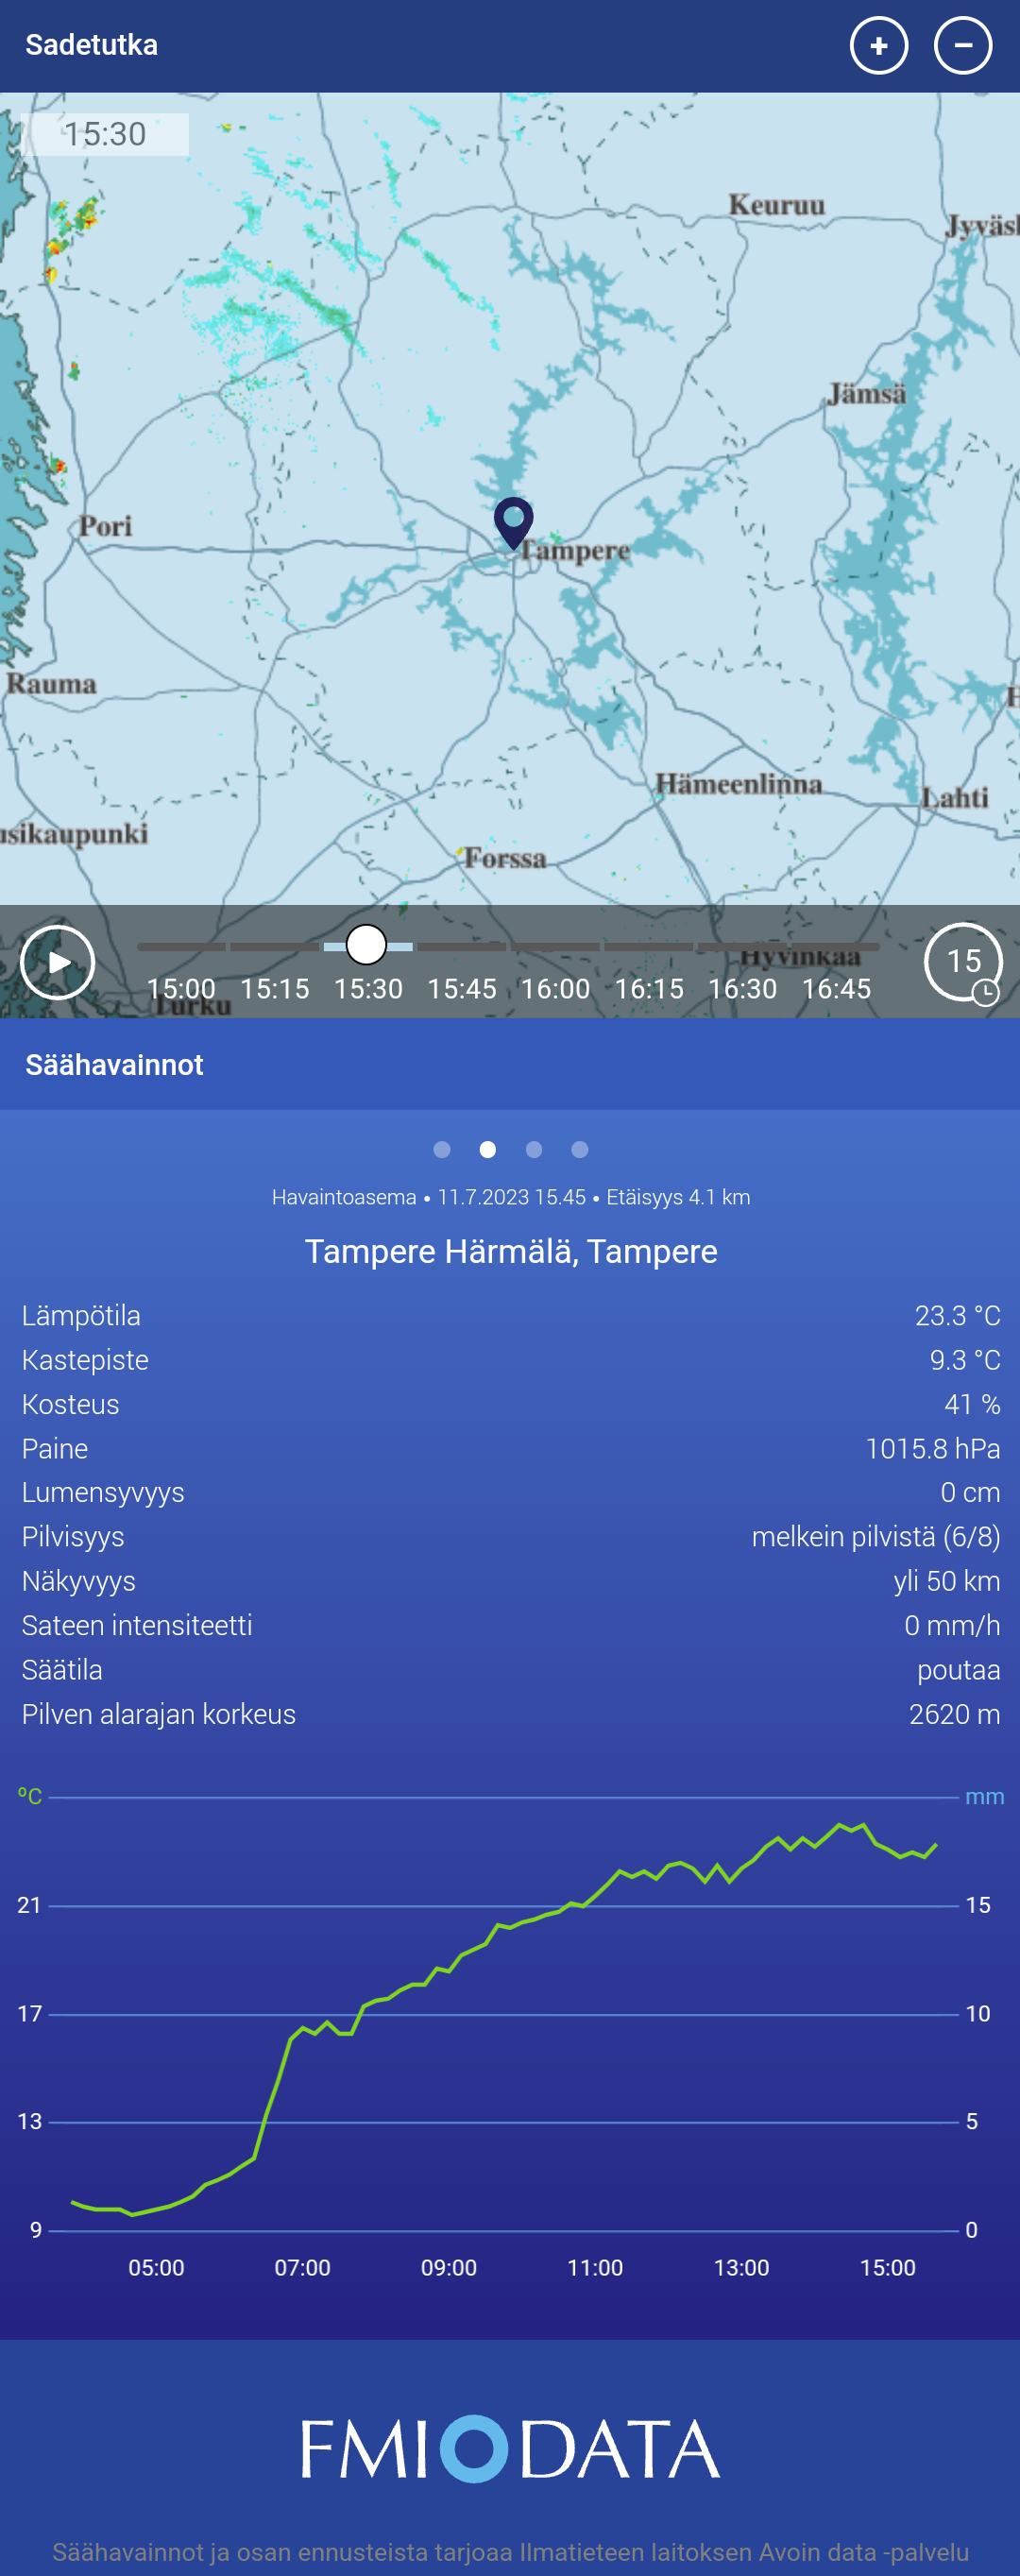 Sadetutka + −
15:30
Keuruu
Jämsä
Pori
Tampere
Rauma
Hämeenlinna
Lahti
Forssa
Hyvinkää
15:00 15:15 15:30 15:45 16:00 16:15 16:30 16:45 15
Turku
Säähavainnot
Havaintoasema • 11.7.2023 15.45 • Etäisyys 4.1 km
Tampere Härmälä, Tampere
Lämpötila 23.3 °C
Kastepiste 9.3 °C
Kosteus 41 %
Paine 1015.8 hPa
Lumensyvyys 0 cm
Pilvisyys melkein pilvistä (6/8)
Näkyvyys yli 50 km
Sateen intensiteetti 0 mm/h
Säätila poutaa
Pilven alarajan korkeus 2620 m
ºC mm
21 15
17 10
13 5
9 0
05:00 07:00 09:00 11:00 13:00 15:00
FMIODATA
Säähavainnot ja osan ennusteista tarjoaa Ilmatieteen laitoksen Avoin data -palvelu